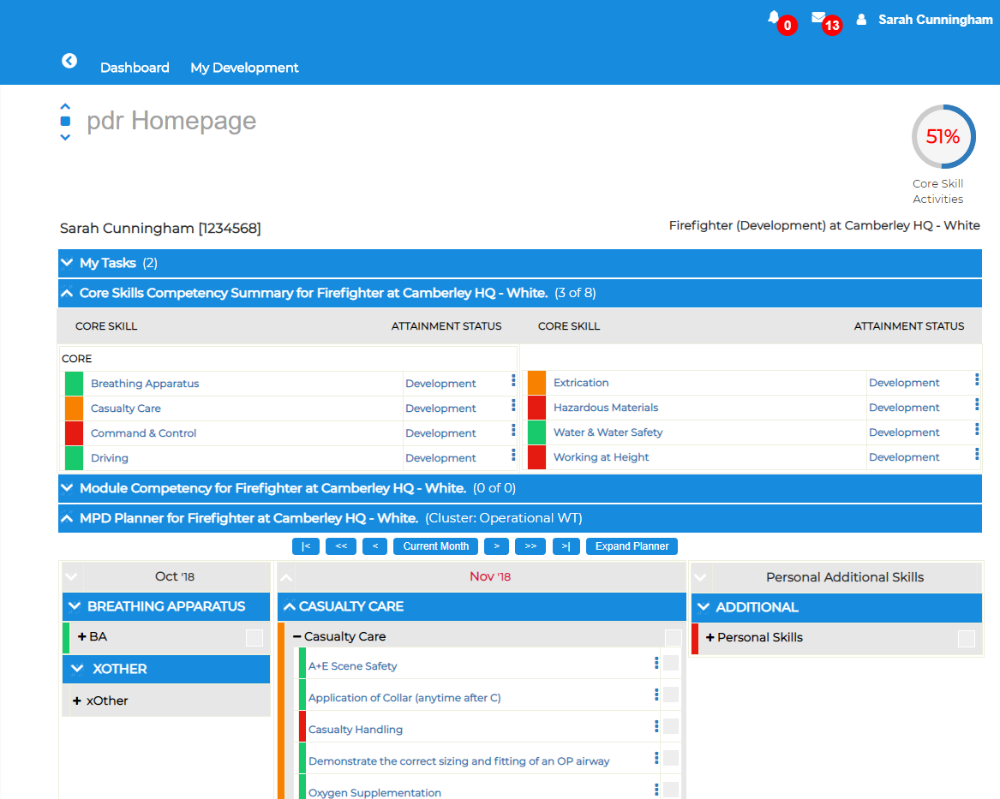 0 13 Sarah Cunningham
Dashboard My Development
pdr Homepage
51%
Core Skill
Activities
Sarah Cunningham [1234568]
Firefighter (Development) at Camberley HQ - White
My Tasks (2)
Core Skills Competency Summary for Firefighter at Camberley HQ - White. (3 of 8)
CORE SKILL ATTAINMENT STATUS CORE SKILL ATTAINMENT STATUS
CORE
Breathing Apparatus Development
Casualty Care Development
Command & Control Development
Driving Development
Extrication Development
Hazardous Materials Development
Water & Water Safety Development
Working at Height Development
Module Competency for Firefighter at Camberley HQ - White. (0 of 0)
MPD Planner for Firefighter at Camberley HQ - White. (Cluster: Operational WT)
|< << < Current Month > >> >| Expand Planner
Oct '18
BREATHING APPARATUS
+ BA
XOTHER
+ xOther
Nov '18
CASUALTY CARE
− Casualty Care
A+E Scene Safety
Application of Collar (anytime after C)
Casualty Handling
Demonstrate the correct sizing and fitting of an OP airway
Oxygen Supplementation
Personal Additional Skills
ADDITIONAL
+ Personal Skills